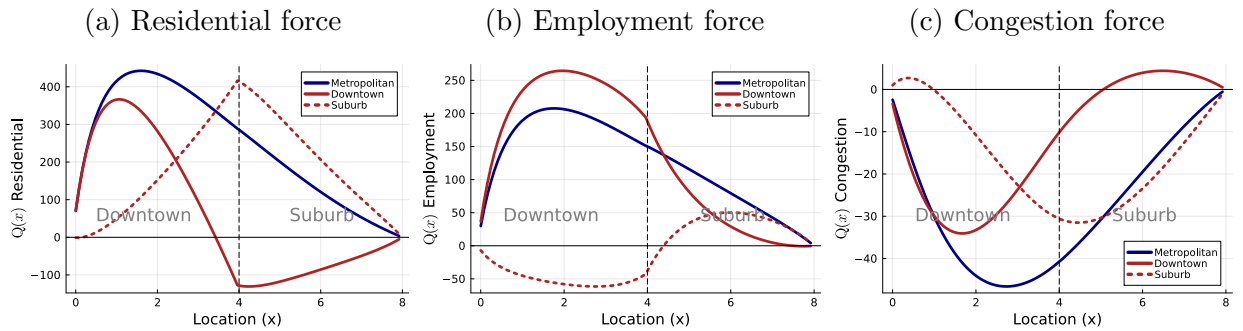 (a) Residential force
Q(x) Residential
400
300
200
100
0
−100
0
2
4
6
8
Location (x)
Metropolitan
Downtown
Suburb
Downtown
Suburb
(b) Employment force
Q(x) Employment
250
200
150
100
50
0
−50
0
2
4
6
8
Location (x)
Metropolitan
Downtown
Suburb
Downtown
Suburb
(c) Congestion force
Q(x) Congestion
0
−10
−20
−30
−40
0
2
4
6
8
Location (x)
Downtown
Suburb
Metropolitan
Downtown
Suburb